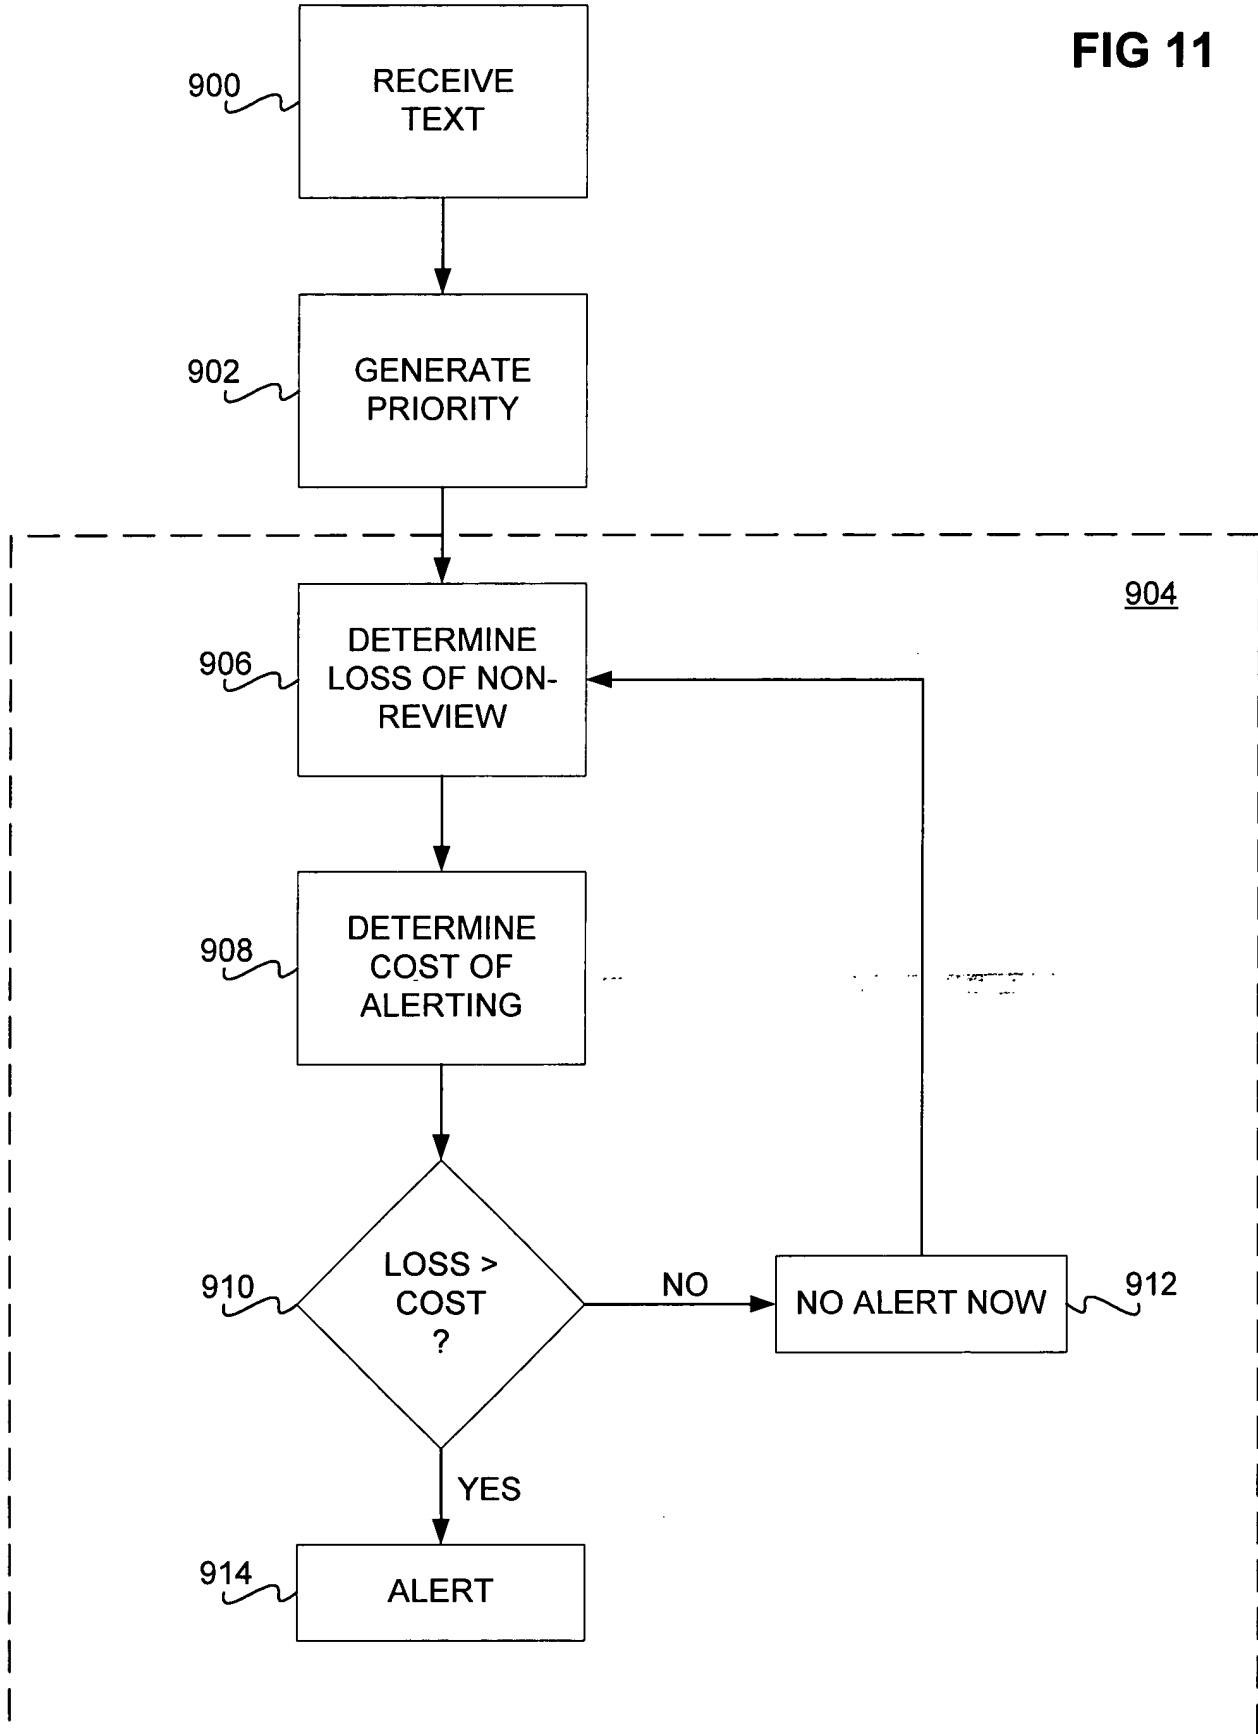 FIG 11
900
RECEIVE
TEXT
902
GENERATE
PRIORITY
904
906
DETERMINE
LOSS OF NON-
REVIEW
908
DETERMINE
COST OF
ALERTING
910
LOSS >
COST
?
NO
NO ALERT NOW
912
YES
914
ALERT